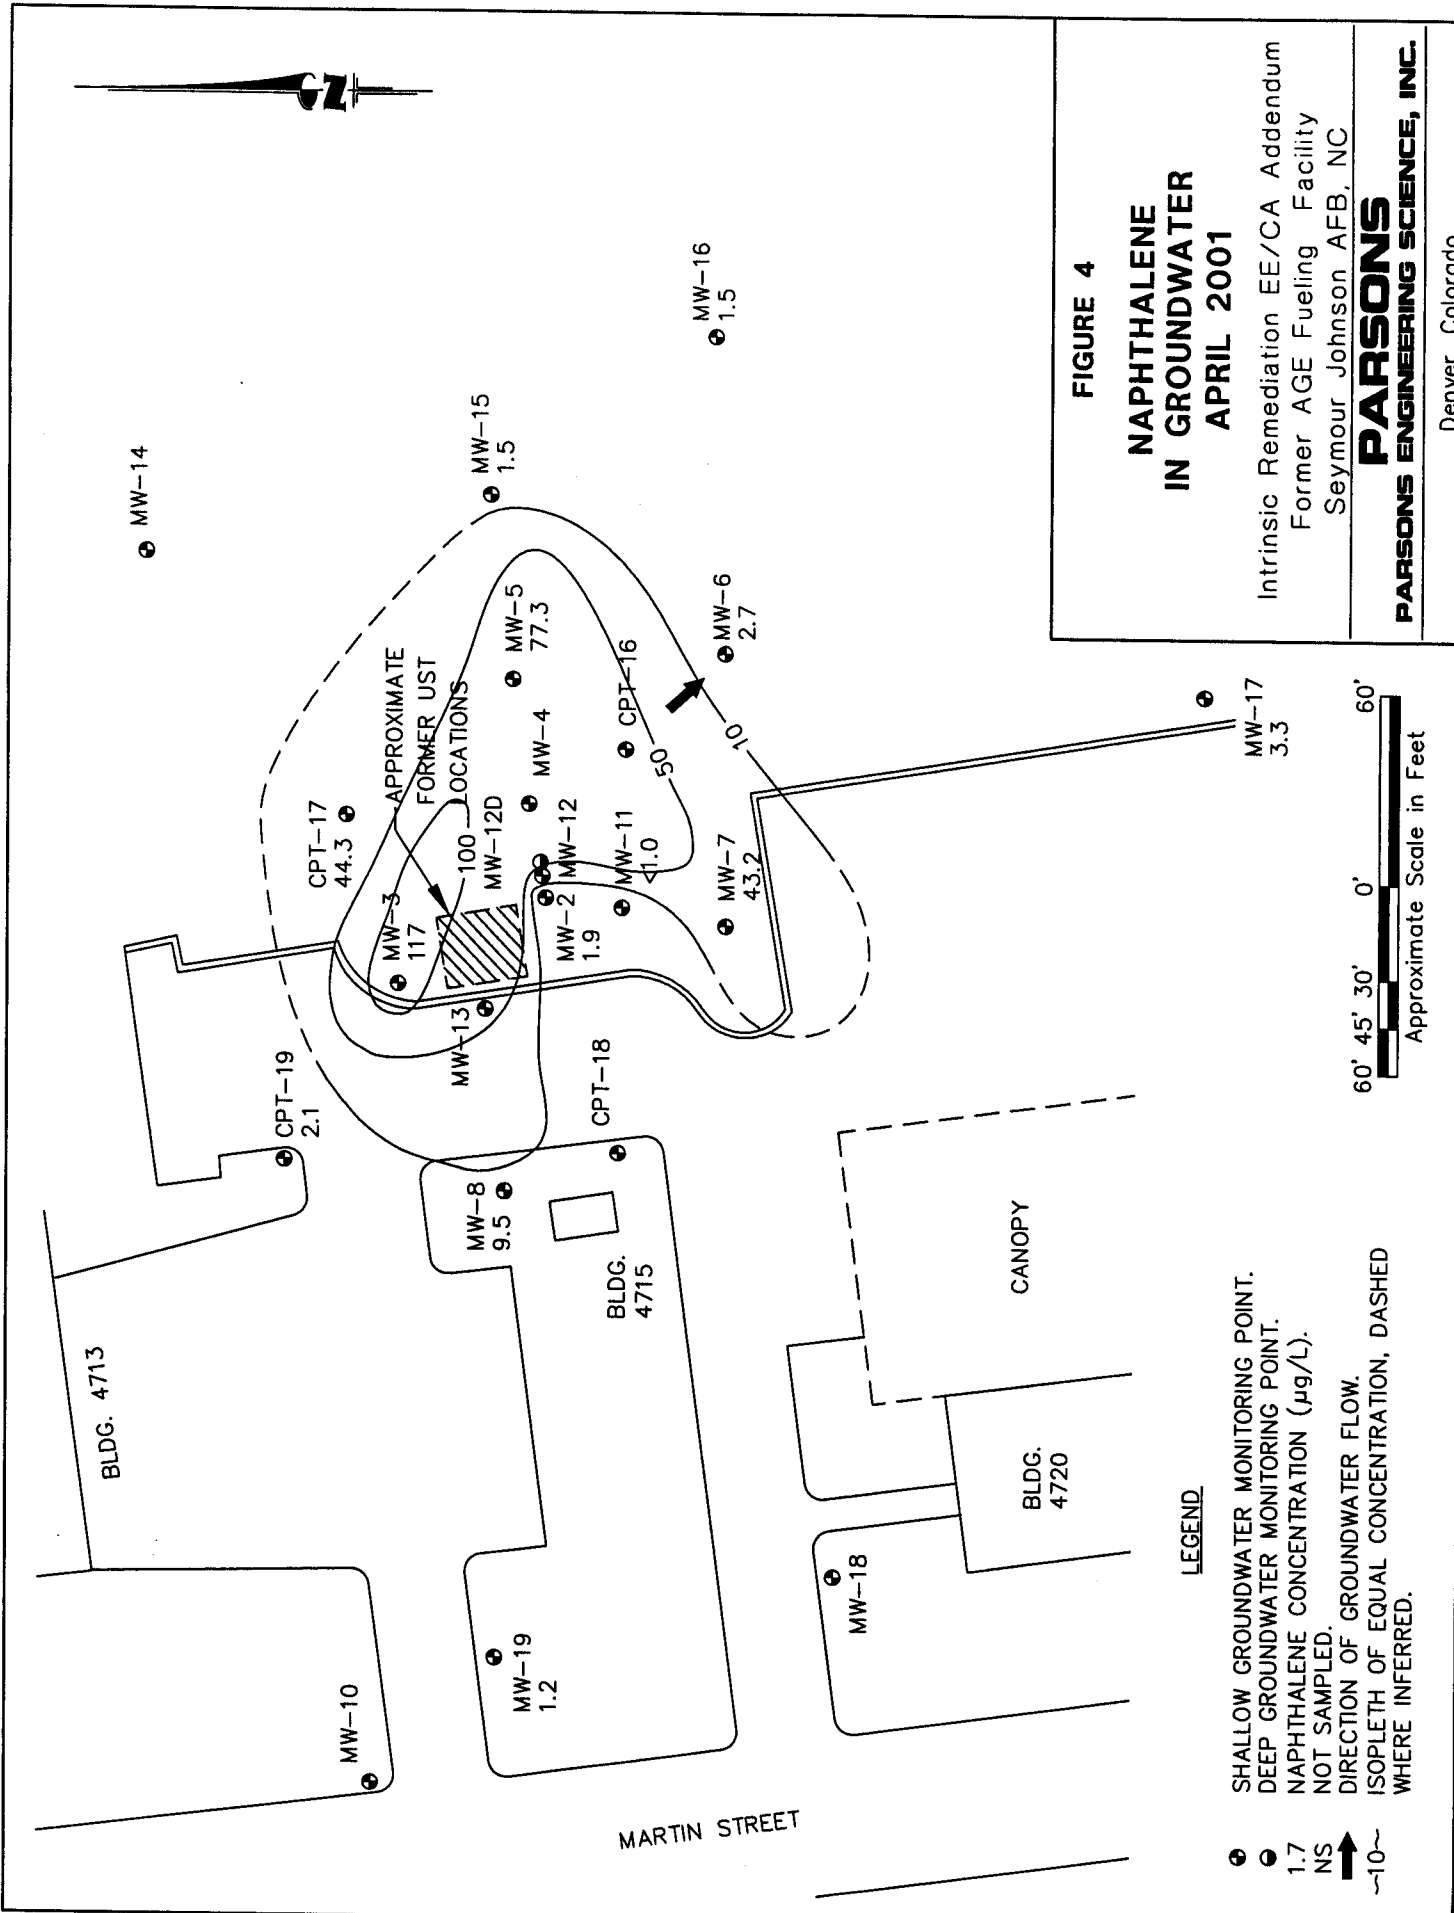 N
MW-14
MW-15
1.5
MW-16
1.5
MW-5
77.3
MW-6
2.7
APPROXIMATE
FORMER UST
LOCATIONS
CPT-17
44.3
MW-4
CPT-16
50
10
100
MW-12D
MW-12
MW-11
<1.0
MW-7
43.2
MW-3
117
MW-2
1.9
MW-13
MW-17
3.3
CPT-19
2.1
CPT-18
MW-8
9.5
BLDG.
4715
BLDG. 4713
CANOPY
BLDG.
4720
MW-18
MW-19
1.2
MW-10
MARTIN STREET
60' 45' 30' 0' 60'
Approximate Scale in Feet
LEGEND
SHALLOW GROUNDWATER MONITORING POINT.
DEEP GROUNDWATER MONITORING POINT.
1.7 NAPHTHALENE CONCENTRATION (µg/L).
NS NOT SAMPLED.
DIRECTION OF GROUNDWATER FLOW.
~10~ ISOPLETH OF EQUAL CONCENTRATION, DASHED
WHERE INFERRED.
FIGURE 4
NAPHTHALENE
IN GROUNDWATER
APRIL 2001
Intrinsic Remediation EE/CA Addendum
Former AGE Fueling Facility
Seymour Johnson AFB, NC
PARSONS
PARSONS ENGINEERING SCIENCE, INC.
Denver, Colorado